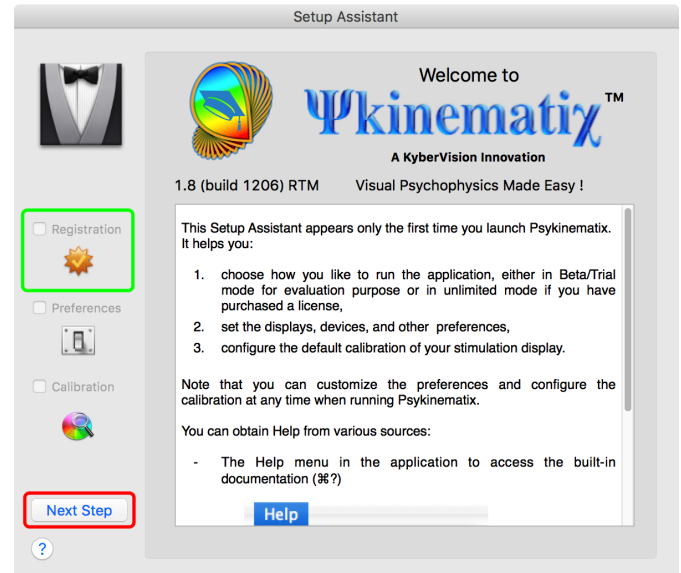 Setup Assistant
Welcome to
Ψkinematiχ™
A KyberVision Innovation
1.8 (build 1206) RTM Visual Psychophysics Made Easy !
Registration
Preferences
Calibration
Next Step
?
This Setup Assistant appears only the first time you launch Psykinematix.
It helps you:
1. choose how you like to run the application, either in Beta/Trial
mode for evaluation purpose or in unlimited mode if you have
purchased a license,
2. set the displays, devices, and other preferences,
3. configure the default calibration of your stimulation display.
Note that you can customize the preferences and configure the
calibration at any time when running Psykinematix.
You can obtain Help from various sources:
- The Help menu in the application to access the built-in
documentation (⌘?)
Help